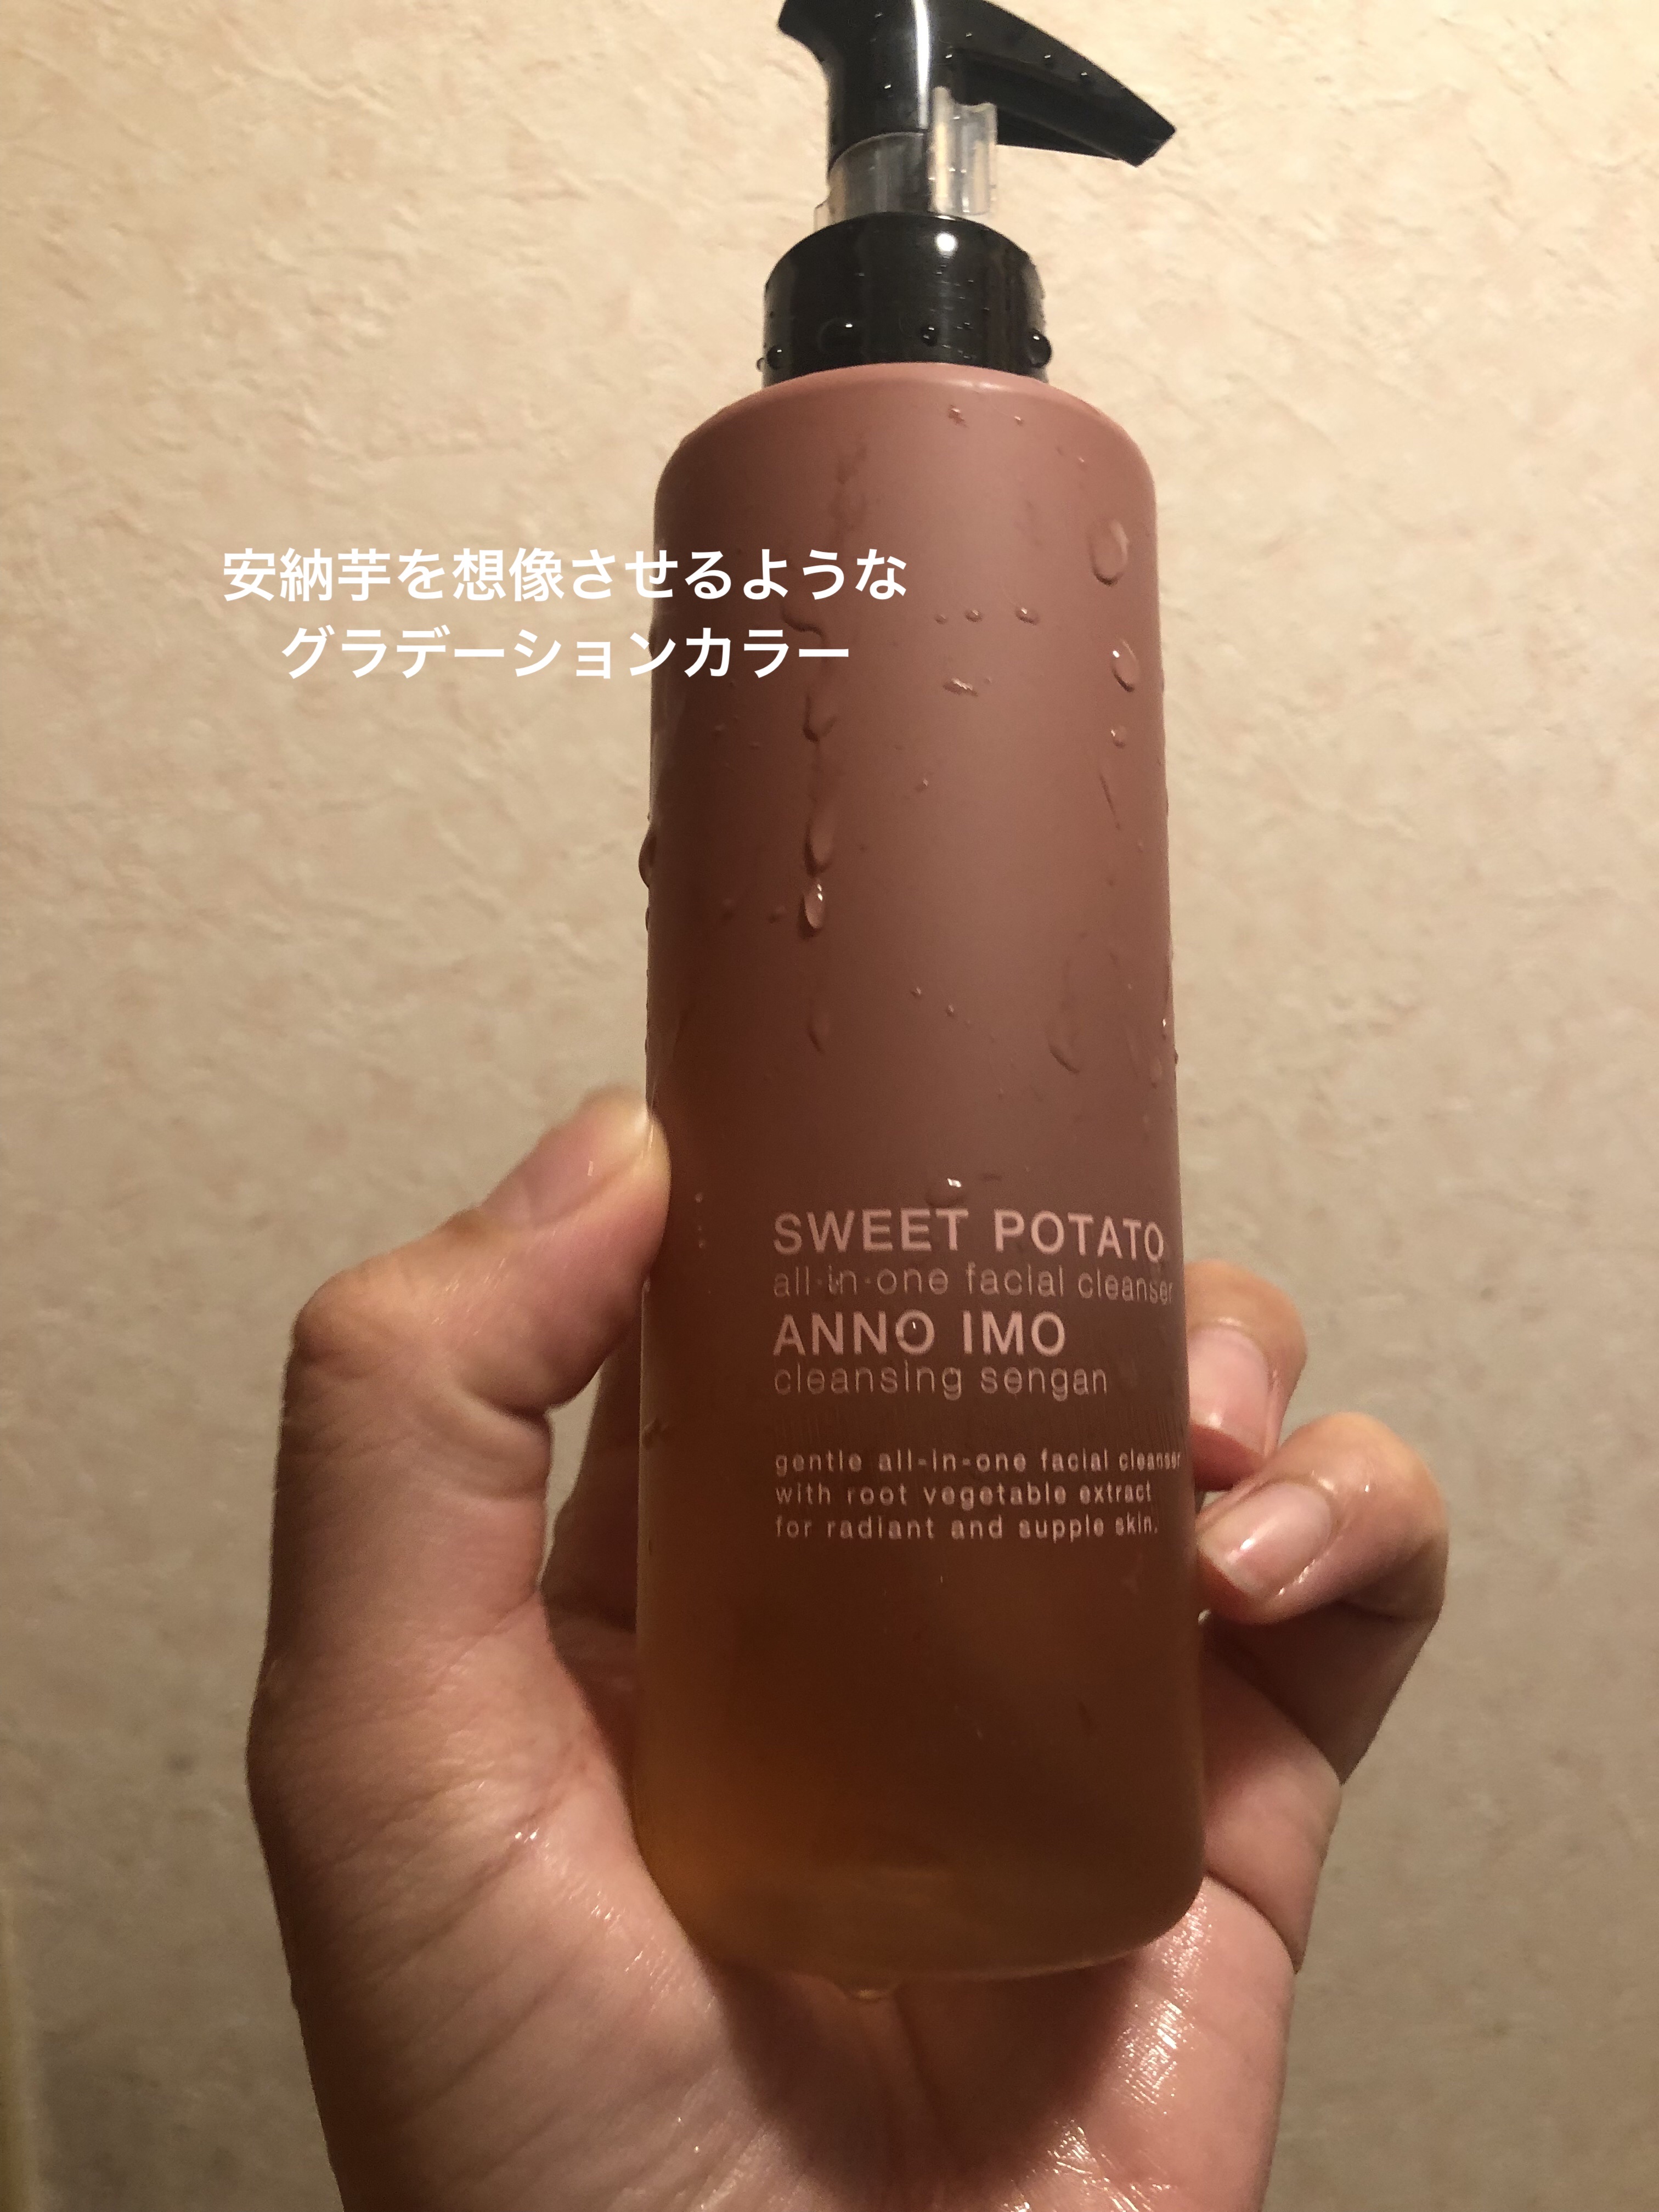 安納芋を想像させるような
グラデーションカラー
SWEET POTATO
all-in-one facial cleanser
ANNO IMO
cleansing sengan
gentle all-in-one facial cleanser
with root vegetable extract
for radiant and supple skin.